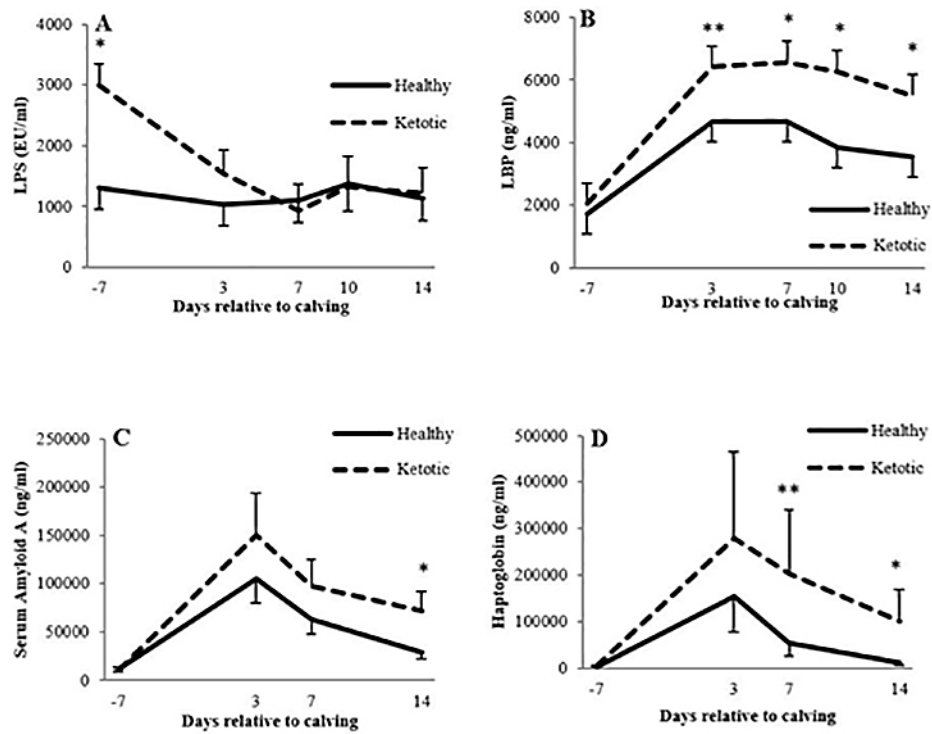 A
4000
3000
2000
1000
0
LPS (EU/ml)
*
Healthy
Ketotic
-7 3 7 10 14
Days relative to calving
B
8000
6000
4000
2000
0
LBP (ng/ml)
** * * *
Healthy
Ketotic
-7 3 7 10 14
Days relative to calving
C
250000
200000
150000
100000
50000
0
Serum Amyloid A (ng/ml)
Healthy
Ketotic
*
-7 3 7 14
Days relative to calving
D
500000
400000
300000
200000
100000
0
Haptoglobin (ng/ml)
Healthy
Ketotic
** *
-7 3 7 14
Days relative to calving